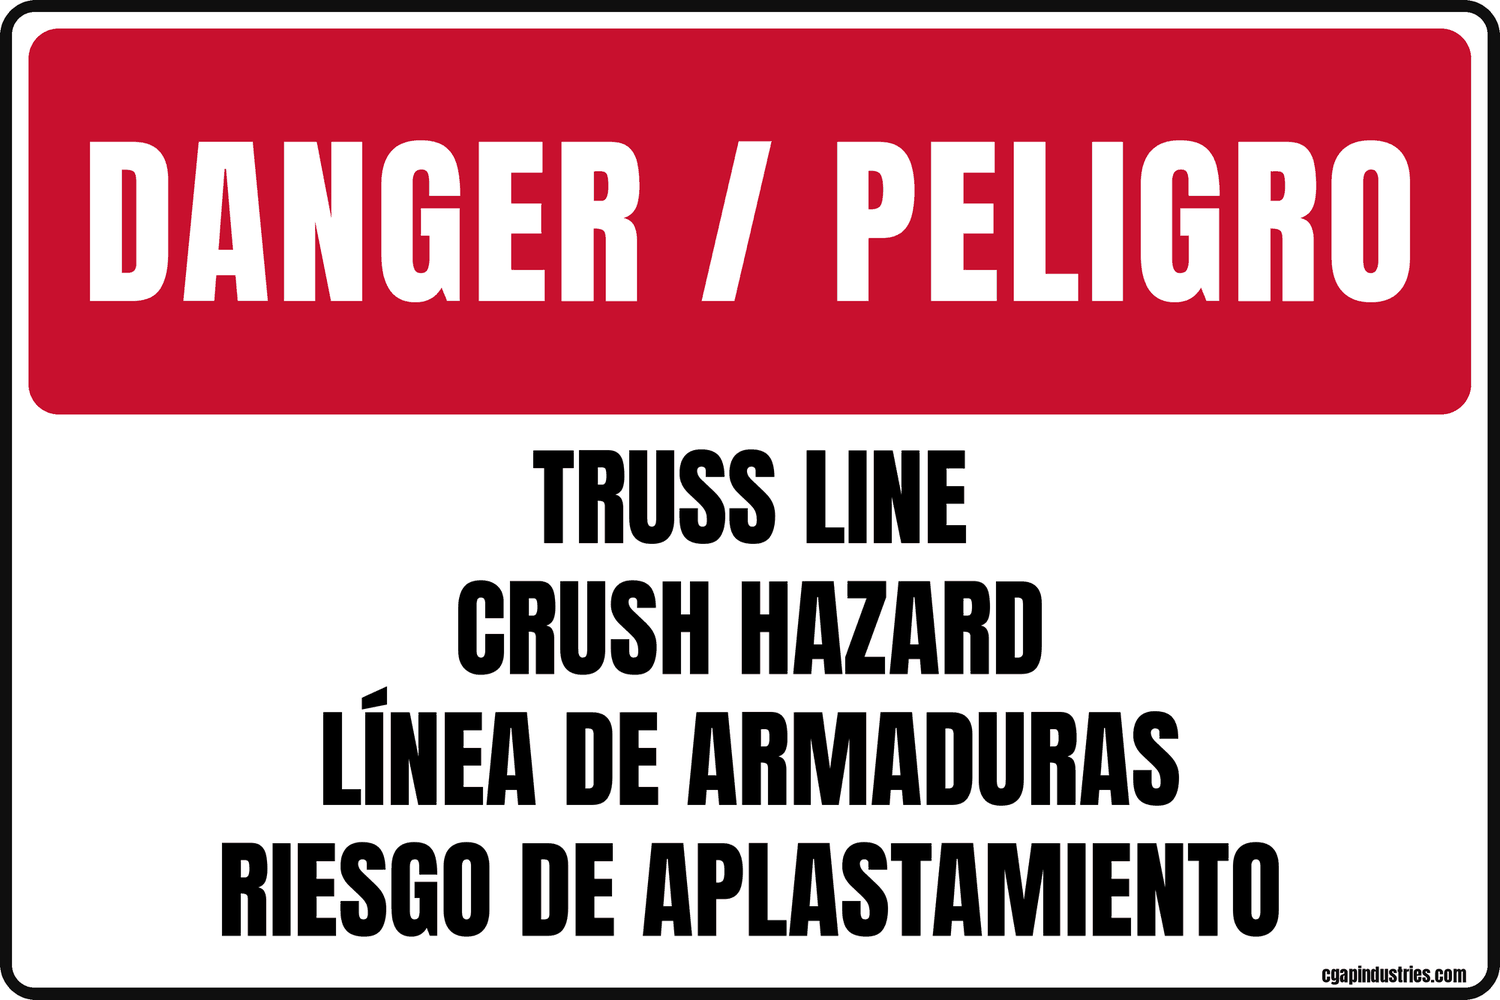 DANGER / PELIGRO
TRUSS LINE
CRUSH HAZARD
LÍNEA DE ARMADURAS
RIESGO DE APLASTAMIENTO
cgapindustries.com